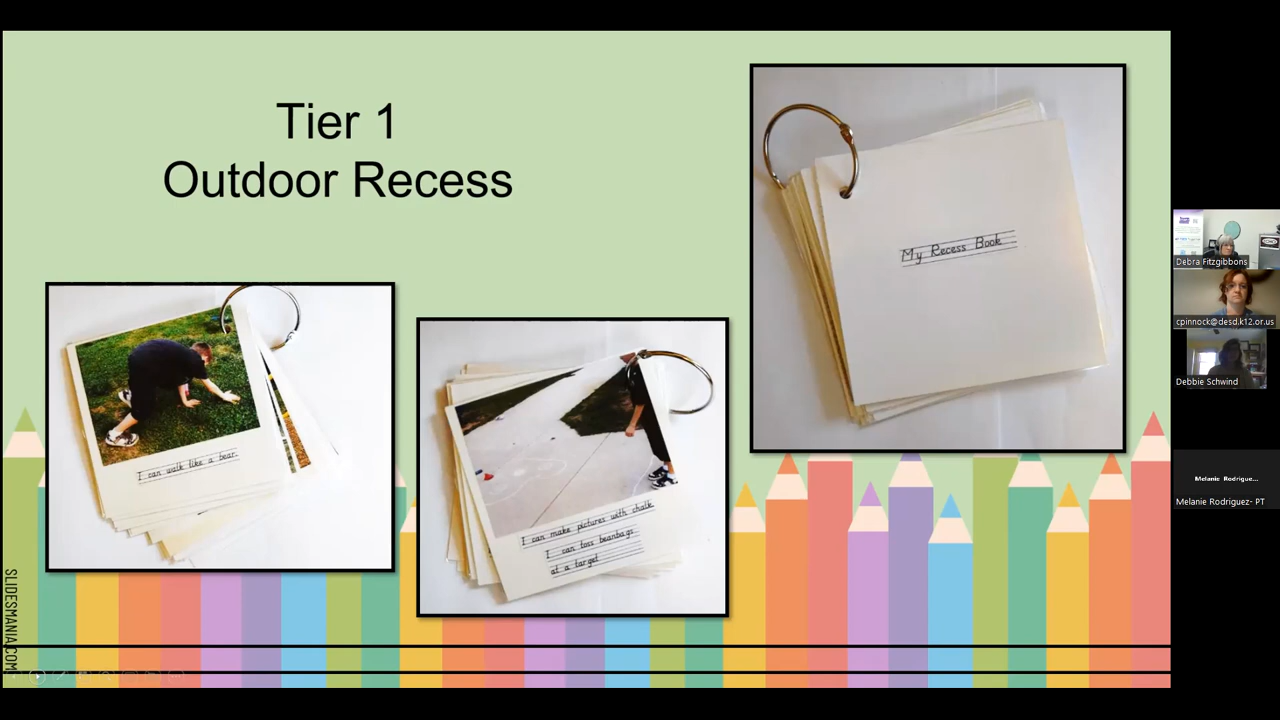 Tier 1
Outdoor Recess
My Recess Book
I can walk like a bear.
I can make pictures with chalk.
I can toss beanbags
at a target
SLIDESMANIA.COM
Debra Fitzgibbons
cpinnock@desd.k12.or.us
Debbie Schwind
Melanie Rodrigue...
Melanie Rodriguez- PT